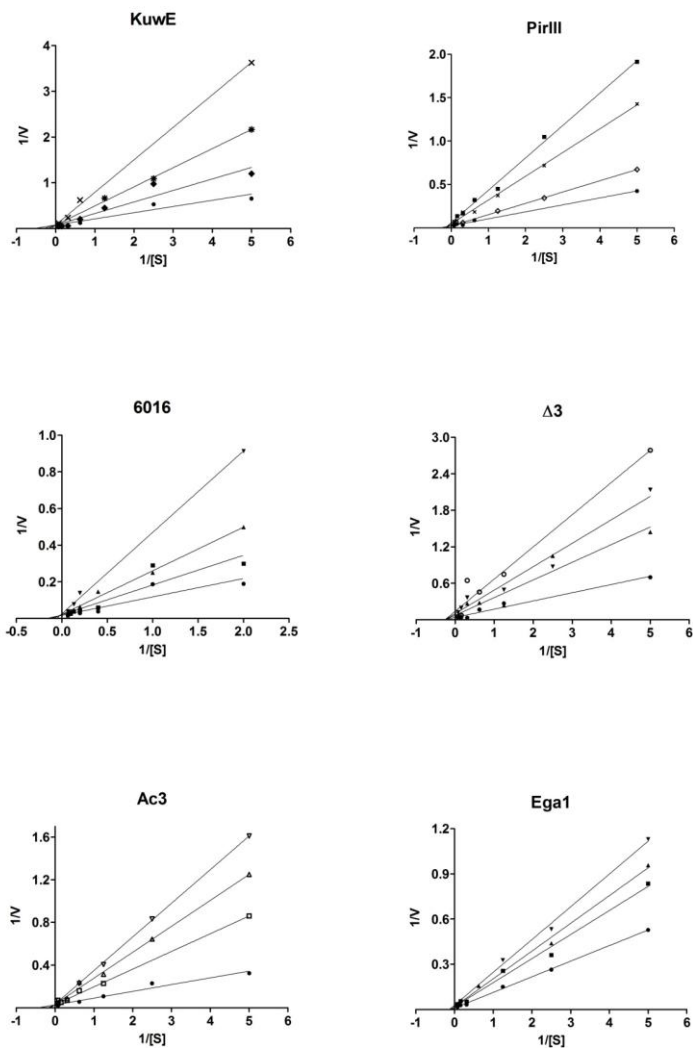 KuwE
4
3
2
1
1/V
-1 0 1 2 3 4 5 6
1/[S]
PirIII
2.0
1.5
1.0
0.5
1/V
-1 0 1 2 3 4 5 6
1/[S]
6016
1.0
0.8
0.6
0.4
0.2
1/V
-0.5 0.0 0.5 1.0 1.5 2.0 2.5
1/[S]
Δ3
3.0
2.4
1.8
1.2
0.6
1/V
-1 0 1 2 3 4 5 6
1/[S]
Ac3
1.6
1.2
0.8
0.4
1/V
-1 0 1 2 3 4 5 6
1/[S]
Ega1
1.2
0.9
0.6
0.3
1/V
-1 0 1 2 3 4 5 6
1/[S]